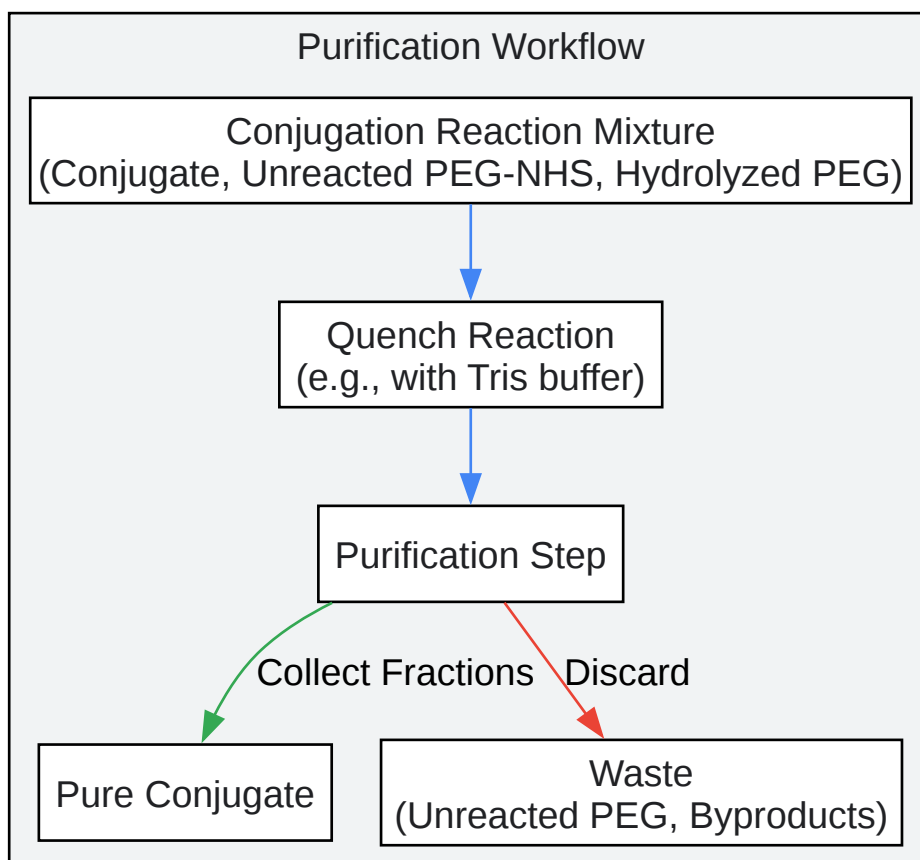 Purification Workflow
Conjugation Reaction Mixture
(Conjugate, Unreacted PEG-NHS, Hydrolyzed PEG)
Quench Reaction
(e.g., with Tris buffer)
Purification Step
Collect Fractions
Discard
Pure Conjugate
Waste
(Unreacted PEG, Byproducts)